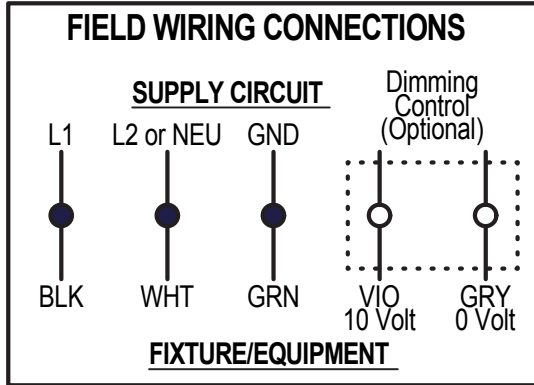 FIELD WIRING CONNECTIONS
SUPPLY CIRCUIT
Dimming
Control
(Optional)
L1 L2 or NEU GND
BLK WHT GRN VIO GRY
10 Volt 0 Volt
FIXTURE/EQUIPMENT